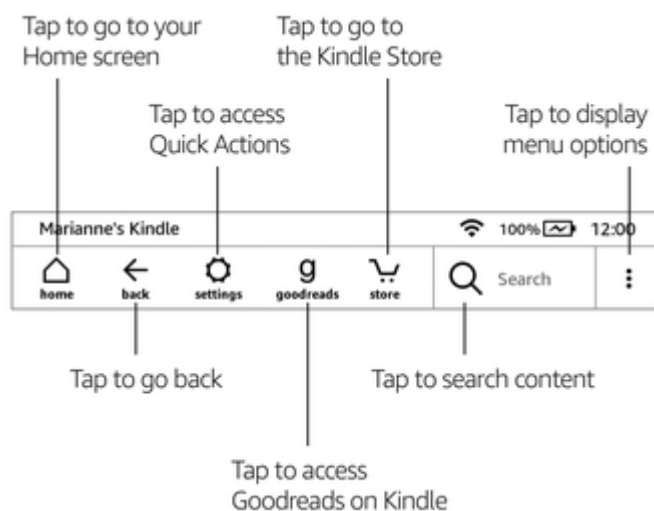 Tap to go to your
Home screen
Tap to go to
the Kindle Store
Tap to access
Quick Actions
Tap to display
menu options
Marianne's Kindle
100%
12:00
home
back
settings
g
goodreads
store
Search
Tap to go back
Tap to search content
Tap to access
Goodreads on Kindle